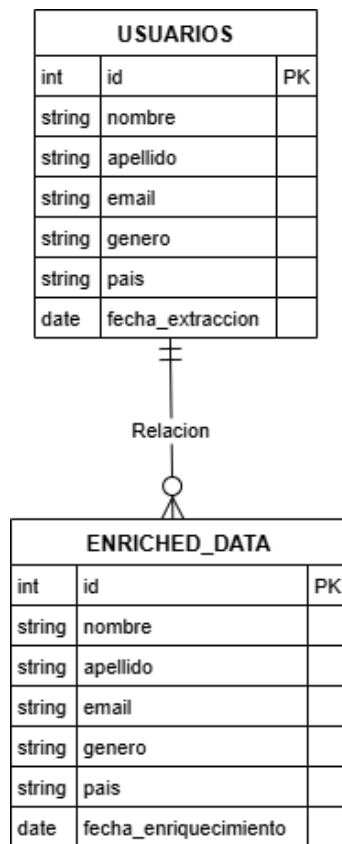 USUARIOS
int id PK
string nombre
string apellido
string email
string genero
string pais
date fecha_extraccion
Relacion
ENRICHED_DATA
int id PK
string nombre
string apellido
string email
string genero
string pais
date fecha_enriquecimiento